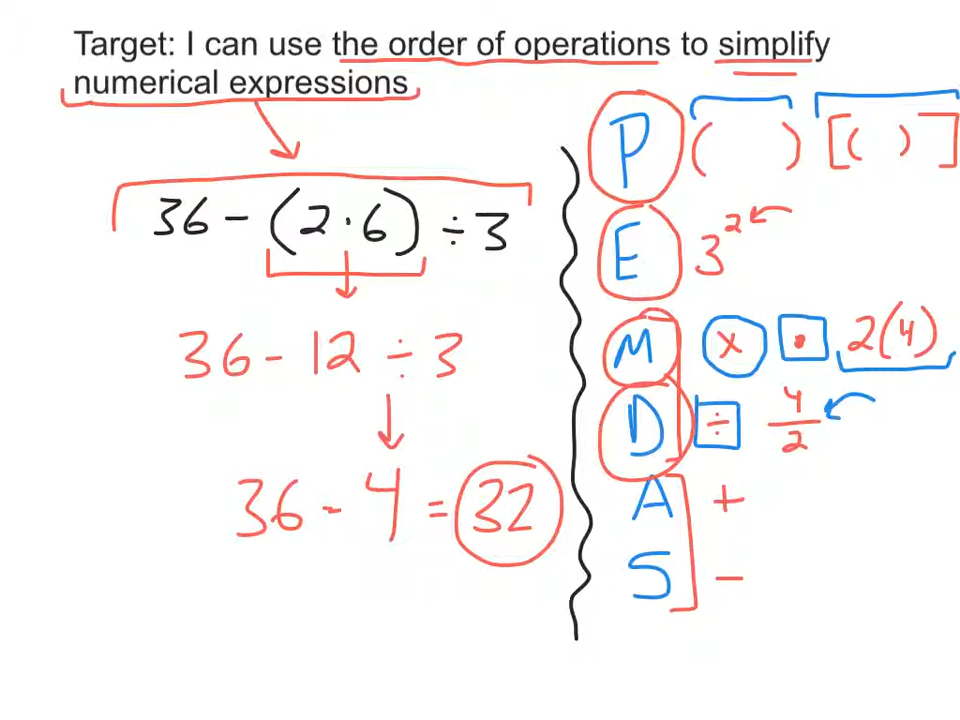 Target: I can use the order of operations to simplify
numerical expressions
36 - (2 · 6) ÷ 3
36 - 12 ÷ 3
36 - 4 = 32
P ( ) [( )]
E 3²
M × · 2(4)
D ÷ 4/2
A +
S -